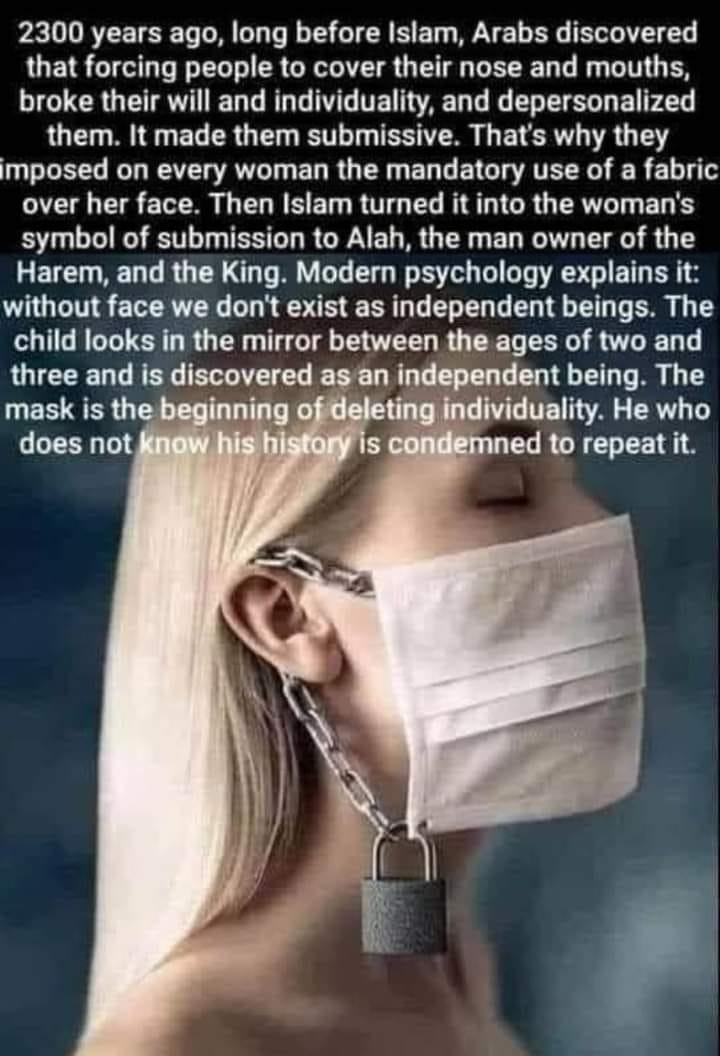 2300 years ago, long before Islam, Arabs discovered
that forcing people to cover their nose and mouths,
broke their will and individuality, and depersonalized
them. It made them submissive. That's why they
imposed on every woman the mandatory use of a fabric
over her face. Then Islam turned it into the woman's
symbol of submission to Alah, the man owner of the
Harem, and the King. Modern psychology explains it:
without face we don't exist as independent beings. The
child looks in the mirror between the ages of two and
three and is discovered as an independent being. The
mask is the beginning of deleting individuality. He who
does not know his history is condemned to repeat it.